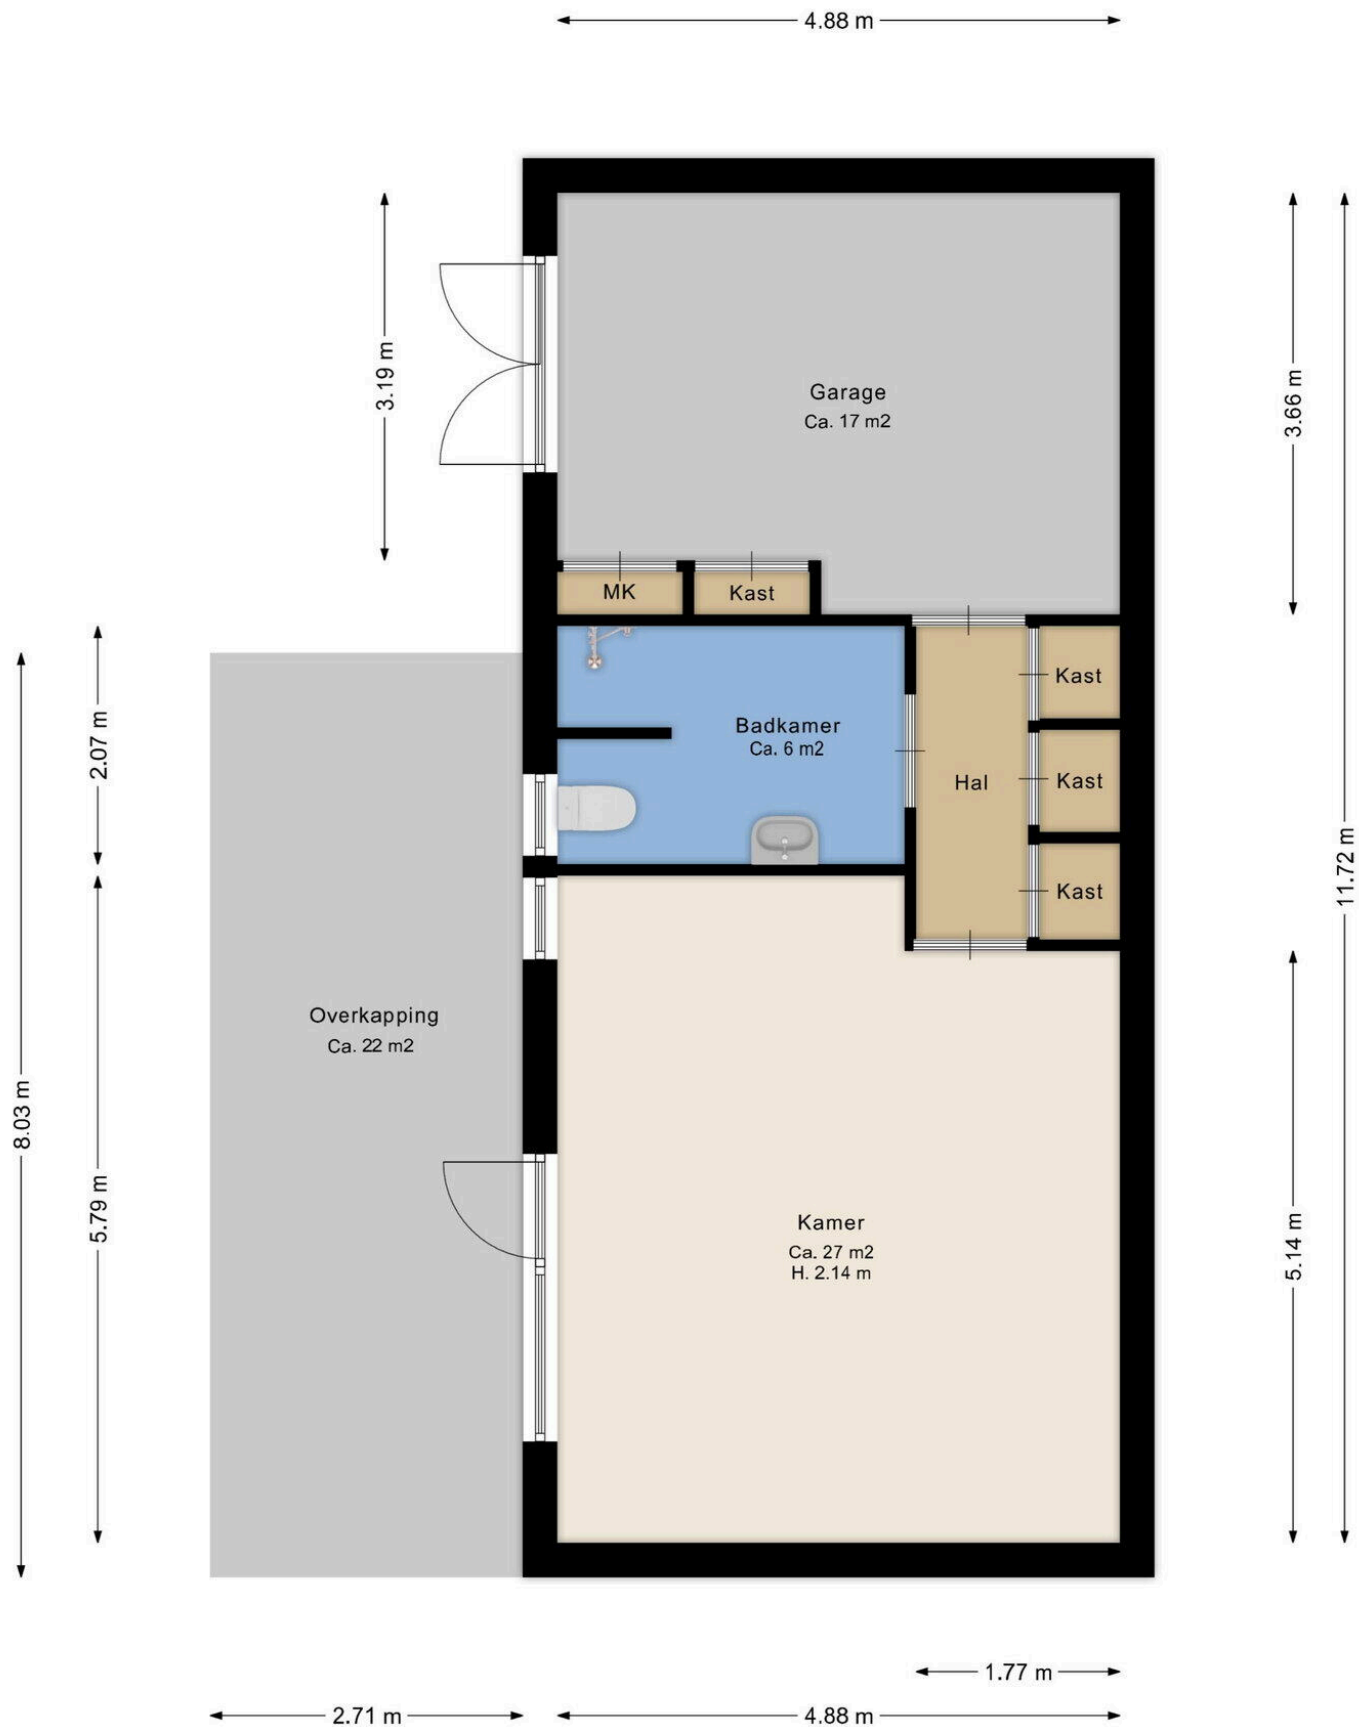 4.88 m
3.19 m
3.66 m
Garage
Ca. 17 m2
MK
Kast
Kast
2.07 m
Badkamer
Ca. 6 m2
Hal
Kast
11.72 m
Kast
Overkapping
Ca. 22 m2
8.03 m
5.79 m
Kamer
Ca. 27 m2
H. 2.14 m
5.14 m
1.77 m
2.71 m
4.88 m